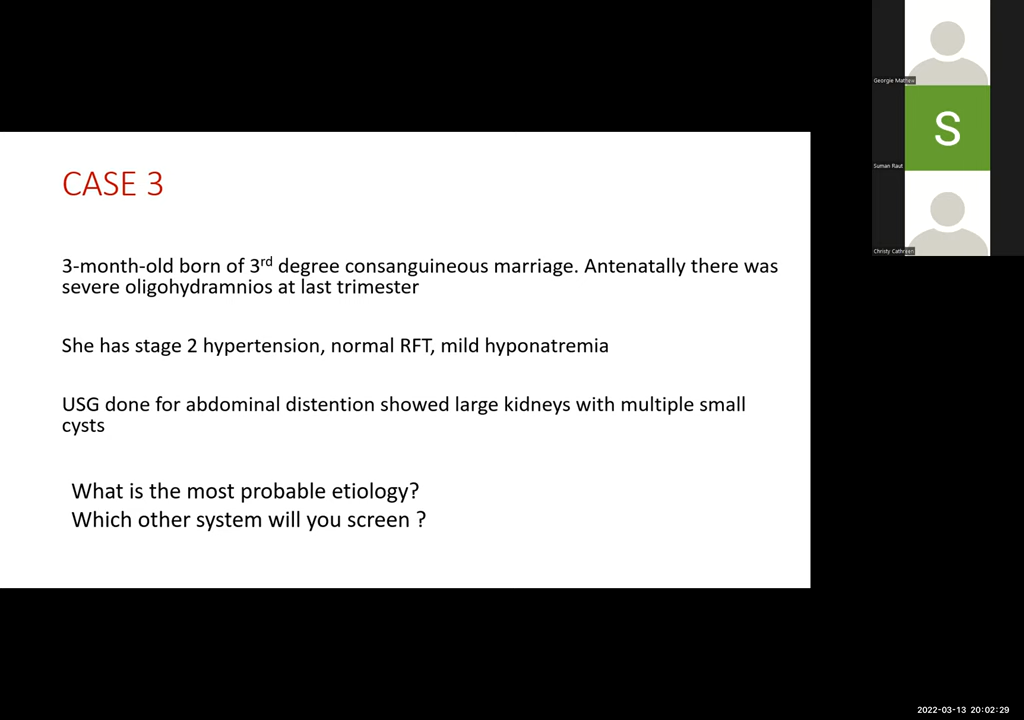 CASE 3
3-month-old born of 3rd degree consanguineous marriage. Antenatally there was
severe oligohydramnios at last trimester
She has stage 2 hypertension, normal RFT, mild hyponatremia
USG done for abdominal distention showed large kidneys with multiple small
cysts
What is the most probable etiology?
Which other system will you screen ?
Georgie Mathew
S
Suman Raut
Christy Cathreen
2022-03-13 20:02:29